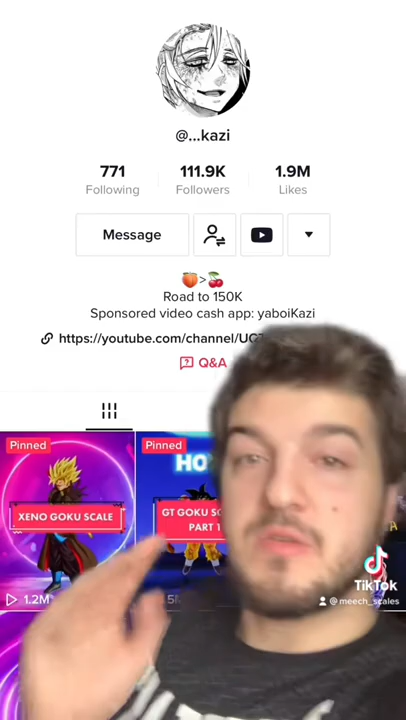 @...kazi
771
111.9K
1.9M
Following
Followers
Likes
Message
🍑>🍒
Road to 150K
Sponsored video cash app: yaboiKazi
https://youtube.com/channel/UC
Q&A
Pinned
Pinned
XENO GOKU SCALE
GT GOKU SC
PART 1
1.2M
TikTok
@meech_scales